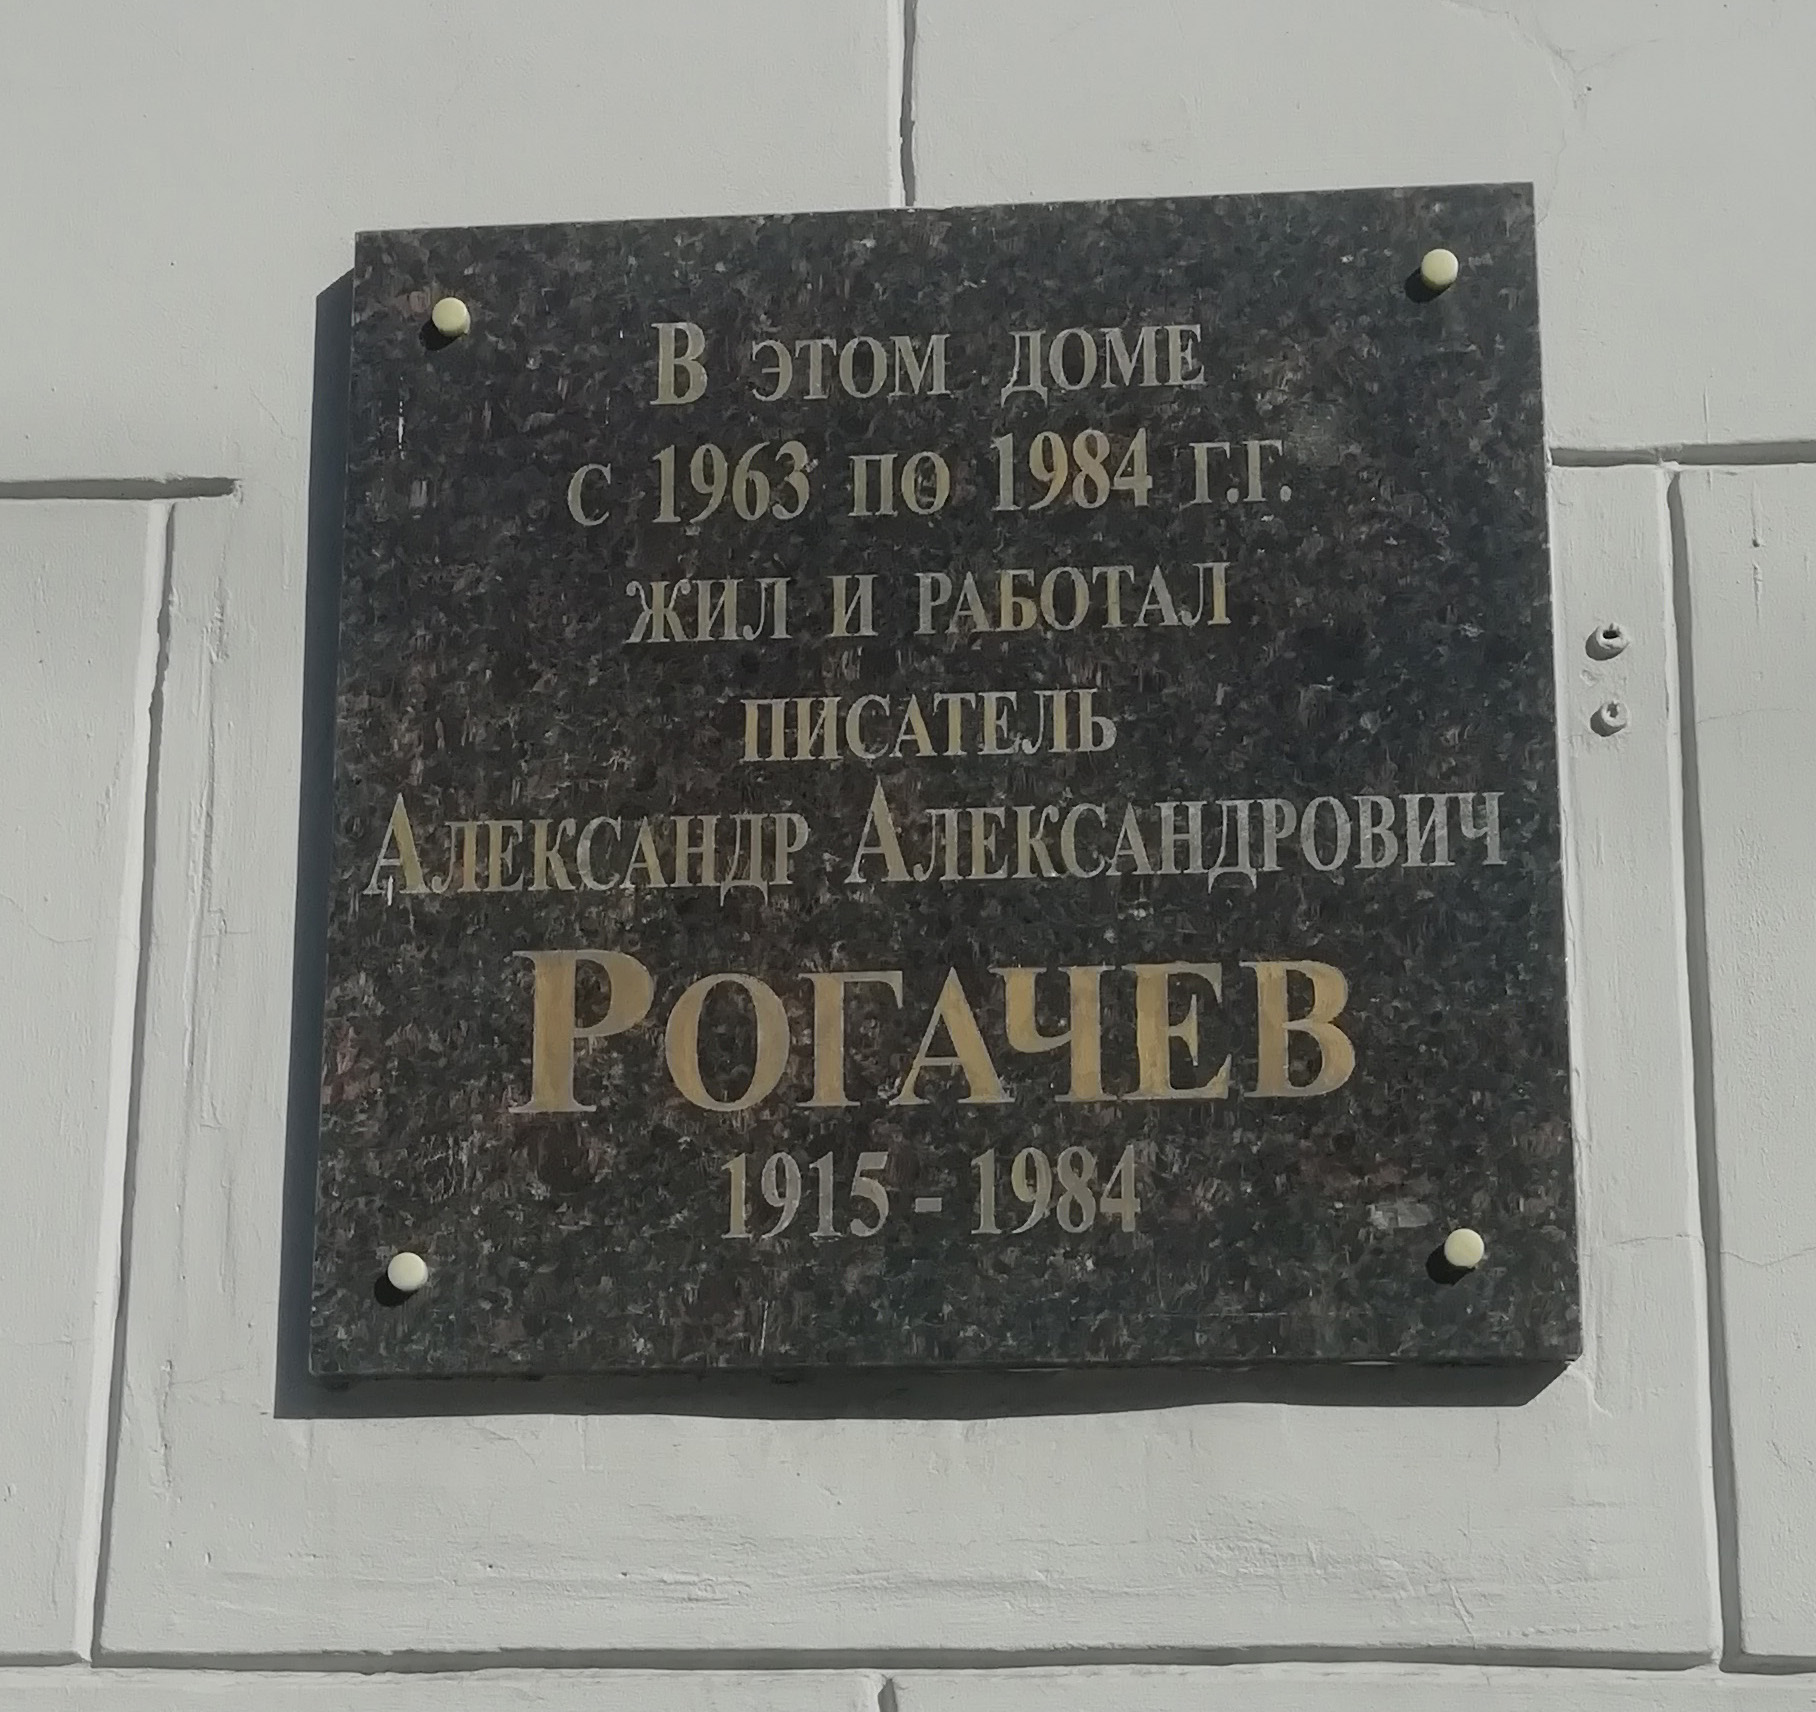 В ЭТОМ ДОМЕ
С 1963 ПО 1984 Г.Г.
ЖИЛ И РАБОТАЛ
ПИСАТЕЛЬ
АЛЕКСАНДР АЛЕКСАНДРОВИЧ
РОГАЧЕВ
1915 - 1984